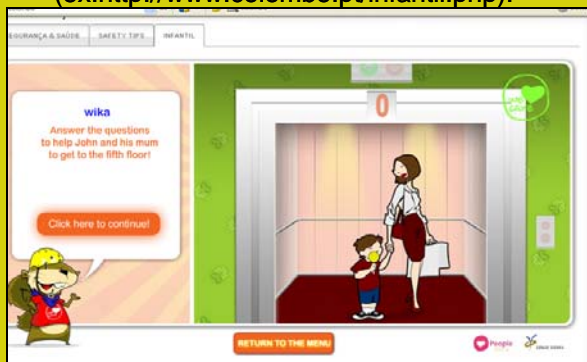 SEGURANÇA & SAÚDE SAFETY TIPS INFANTIL
wika
Answer the questions
to help John and his mum
to get to the fifth floor!
Click here to continue!
0
RETURN TO THE MENU
People